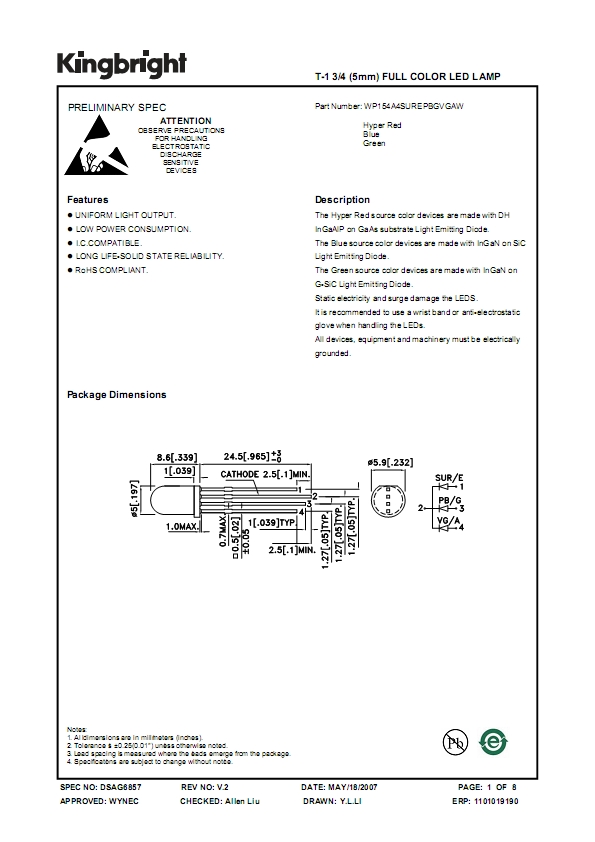 Kingbright
T-1 3/4 (5mm) FULL COLOR LED LAMP
PRELIMINARY SPEC
ATTENTION
OBSERVE PRECAUTIONS
FOR HANDLING
ELECTROSTATIC
DISCHARGE
SENSITIVE
DEVICES
Part Number: WP154A4SUREPBGVGAW
Hyper Red
Blue
Green
Features
● UNIFORM LIGHT OUTPUT.
● LOW POWER CONSUMPTION.
● I.C.COMPATIBLE.
● LONG LIFE-SOLID STATE RELIABILITY.
● RoHS COMPLIANT.
Description
The Hyper Red source color devices are made with DH
InGaAlP on GaAs substrate Light Emitting Diode.
The Blue source color devices are made with InGaN on SiC
Light Emitting Diode.
The Green source color devices are made with InGaN on
G-SiC Light Emitting Diode.
Static electricity and surge damage the LEDS.
It is recommended to use a wrist band or anti-electrostatic
glove when handling the LEDs.
All devices, equipment and machinery must be electrically
grounded.
Package Dimensions
8.6[.339]
24.5[.965] +3 -0
1[.039]
CATHODE 2.5[.1]MIN.
ø5[.197]
1.0MAX.
0.7MAX.
□0.5[.02]
±0.05
1[.039]TYP.
2.5[.1]MIN.
1
2
3
4
1.27[.05]TYP.
1.27[.05]TYP.
1.27[.05]TYP.
ø5.9[.232]
SUR/E
1
PB/G
2
3
VG/A
4
Notes:
1. All dimensions are in millimeters (inches).
2. Tolerance is ±0.25(0.01") unless otherwise noted.
3. Lead spacing is measured where the leads emerge from the package.
4. Specifications are subject to change without notice.
Pb
e
SPEC NO: DSAG6857 REV NO: V.2 DATE: MAY/18/2007 PAGE: 1 OF 8
APPROVED: WYNEC CHECKED: Allen Liu DRAWN: Y.L.LI ERP: 1101019190